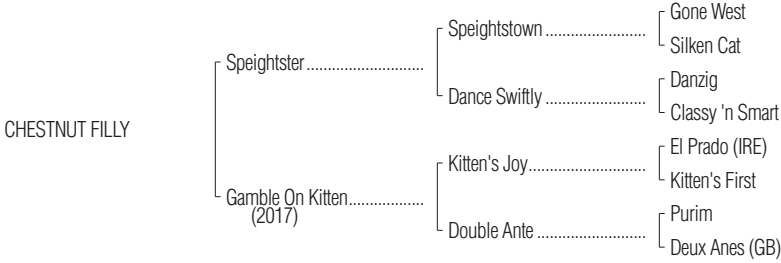 Gone West
Speightstown ........................
Silken Cat
Speightster ............................
Danzig
Dance Swiftly ........................
Classy 'n Smart
CHESTNUT FILLY
El Prado (IRE)
Kitten's Joy ............................
Kitten's First
Gamble On Kitten ..................
(2017)
Purim
Double Ante ..........................
Deux Anes (GB)